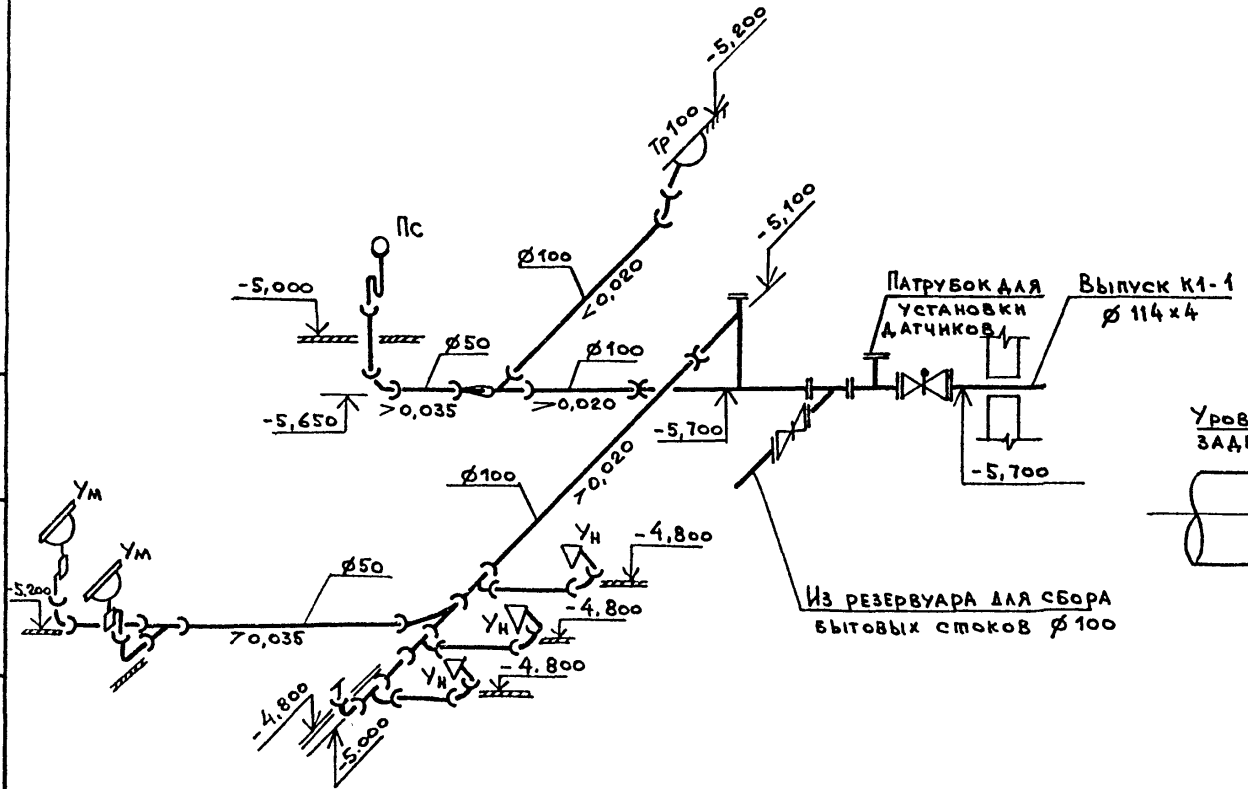 -5,200
Тр100
-5,100
Пс
Ø100
<0,020
-5,000
Ø50
Ø100
>0,035
>0,020
-5,650
-5,700
Патрубок для
установки
датчиков
Выпуск К1-1
Ø 114×4
-5,700
Уров
заде
Ø100
0,020
Ум
Ум
Ø50
-5.200
>0,035
Ун
-4,800
Ун
-4.800
Ун
-4.800
-4.800
-5.000
Из резервуара для сбора
бытовых стоков Ø100